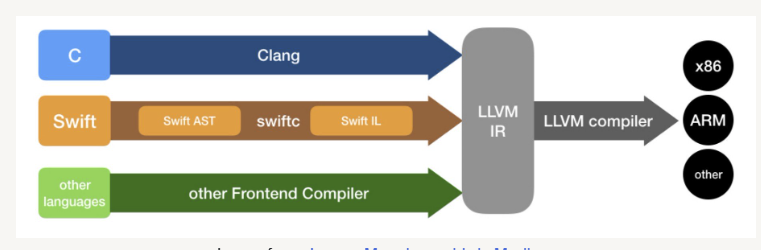 C
Clang
Swift
Swift AST
swiftc
Swift IL
other
languages
other Frontend Compiler
LLVM
IR
LLVM compiler
x86
ARM
other